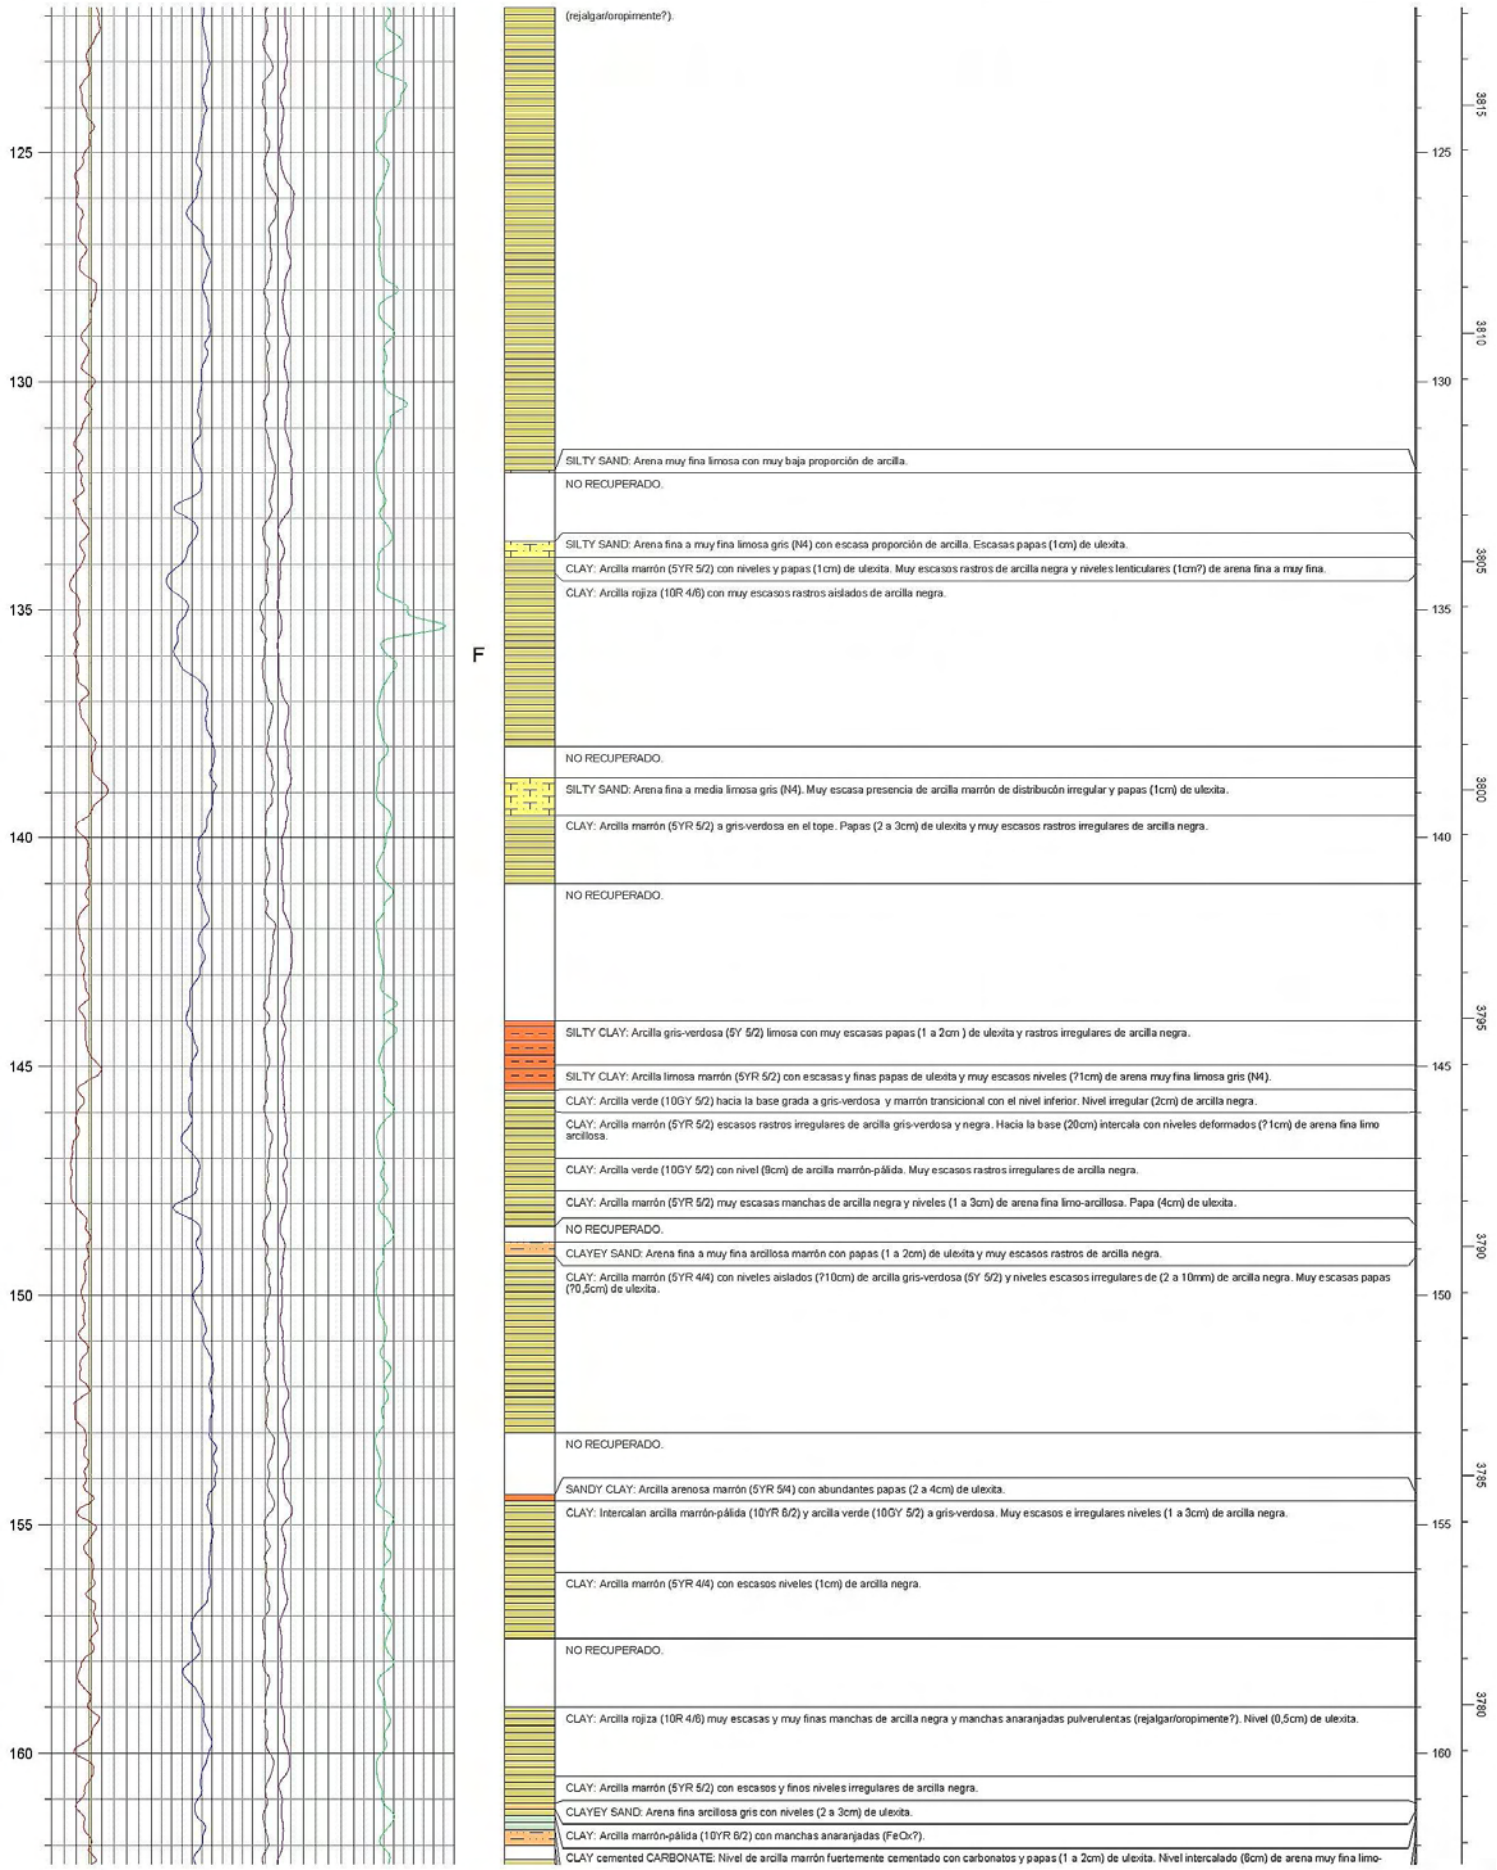 (rejalgar/oropimente?).
3815
125
125
3810
130
130
SILTY SAND: Arena muy fina limosa con muy baja proporción de arcilla.
NO RECUPERADO.
SILTY SAND: Arena fina a muy fina limosa gris (N4) con escasa proporción de arcilla. Escasas papas (1cm) de ulexita.
3805
CLAY: Arcilla marrón (5YR 5/2) con niveles y papas (1cm) de ulexita. Muy escasos rastros de arcilla negra y niveles lenticulares (1cm?) de arena fina a muy fina.
CLAY: Arcilla rojiza (10R 4/6) con muy escasos rastros aislados de arcilla negra.
135
135
F
NO RECUPERADO.
SILTY SAND: Arena fina a media limosa gris (N4). Muy escasa presencia de arcilla marrón de distribucón irregular y papas (1cm) de ulexita.
3800
CLAY: Arcilla marrón (5YR 5/2) a gris-verdosa en el tope. Papas (2 a 3cm) de ulexita y muy escasos rastros irregulares de arcilla negra.
140
140
NO RECUPERADO.
3795
SILTY CLAY: Arcilla gris-verdosa (5Y 5/2) limosa con muy escasas papas (1 a 2cm ) de ulexita y rastros irregulares de arcilla negra.
145
145
SILTY CLAY: Arcilla limosa marrón (5YR 5/2) con escasas y finas papas de ulexita y muy escasos niveles (?1cm) de arena muy fina limosa gris (N4).
CLAY: Arcilla verde (10GY 5/2) hacia la base grada a gris-verdosa y marrón transicional con el nivel inferior. Nivel irregular (2cm) de arcilla negra.
CLAY: Arcilla marrón (5YR 5/2) escasos rastros irregulares de arcilla gris-verdosa y negra. Hacia la base (20cm) intercala con niveles deformados (?1cm) de arena fina limo
arcillosa.
CLAY: Arcilla verde (10GY 5/2) con nivel (9cm) de arcilla marrón-pálida. Muy escasos rastros irregulares de arcilla negra.
CLAY: Arcilla marrón (5YR 5/2) muy escasas manchas de arcilla negra y niveles (1 a 3cm) de arena fina limo-arcillosa. Papa (4cm) de ulexita.
NO RECUPERADO.
3790
CLAYEY SAND: Arena fina a muy fina arcillosa marrón con papas (1 a 2cm) de ulexita y muy escasos rastros de arcilla negra.
CLAY: Arcilla marrón (5YR 4/4) con niveles aislados (?10cm) de arcilla gris-verdosa (5Y 5/2) y niveles escasos irregulares de (2 a 10mm) de arcilla negra. Muy escasas papas
(?0,5cm) de ulexita.
150
150
NO RECUPERADO.
3785
SANDY CLAY: Arcilla arenosa marrón (5YR 5/4) con abundantes papas (2 a 4cm) de ulexita.
CLAY: Intercalan arcilla marrón-pálida (10YR 6/2) y arcilla verde (10GY 5/2) a gris-verdosa. Muy escasos e irregulares niveles (1 a 3cm) de arcilla negra.
155
155
CLAY: Arcilla marrón (5YR 4/4) con escasos niveles (1cm) de arcilla negra.
NO RECUPERADO.
3780
CLAY: Arcilla rojiza (10R 4/6) muy escasas y muy finas manchas de arcilla negra y manchas anaranjadas pulverulentas (rejalgar/oropimente?). Nivel (0,5cm) de ulexita.
160
160
CLAY: Arcilla marrón (5YR 5/2) con escasos y finos niveles irregulares de arcilla negra.
CLAYEY SAND: Arena fina arcillosa gris con niveles (2 a 3cm) de ulexita.
CLAY: Arcilla marrón-pálida (10YR 6/2) con manchas anaranjadas (FeOx?).
CLAY cemented CARBONATE: Nivel de arcilla marrón fuertemente cementado con carbonatos y papas (1 a 2cm) de ulexita. Nivel intercalado (6cm) de arena muy fina limo-